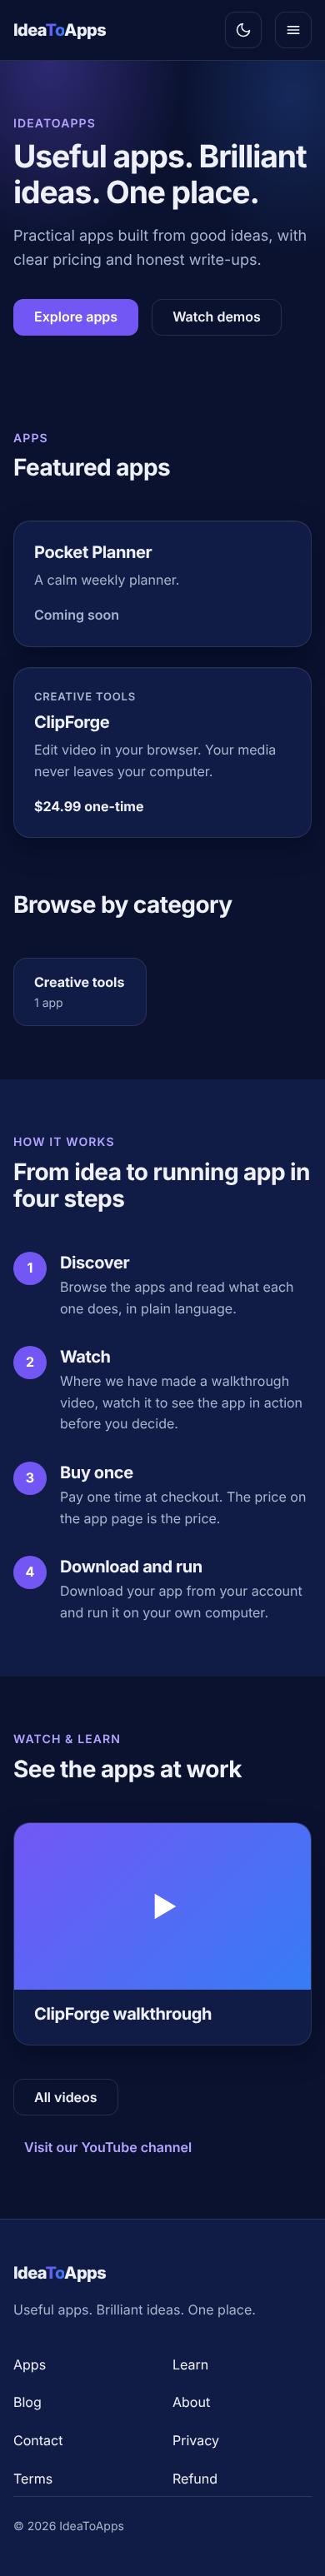 IdeaToApps
IDEATOAPPS
Useful apps. Brilliant
ideas. One place.
Practical apps built from good ideas, with
clear pricing and honest write-ups.
Explore apps
Watch demos
APPS
Featured apps
Pocket Planner
A calm weekly planner.
Coming soon
CREATIVE TOOLS
ClipForge
Edit video in your browser. Your media
never leaves your computer.
$24.99 one-time
Browse by category
Creative tools
1 app
HOW IT WORKS
From idea to running app in
four steps
1
Discover
Browse the apps and read what each
one does, in plain language.
2
Watch
Where we have made a walkthrough
video, watch it to see the app in action
before you decide.
3
Buy once
Pay one time at checkout. The price on
the app page is the price.
4
Download and run
Download your app from your account
and run it on your own computer.
WATCH & LEARN
See the apps at work
ClipForge walkthrough
All videos
Visit our YouTube channel
IdeaToApps
Useful apps. Brilliant ideas. One place.
Apps
Learn
Blog
About
Contact
Privacy
Terms
Refund
© 2026 IdeaToApps